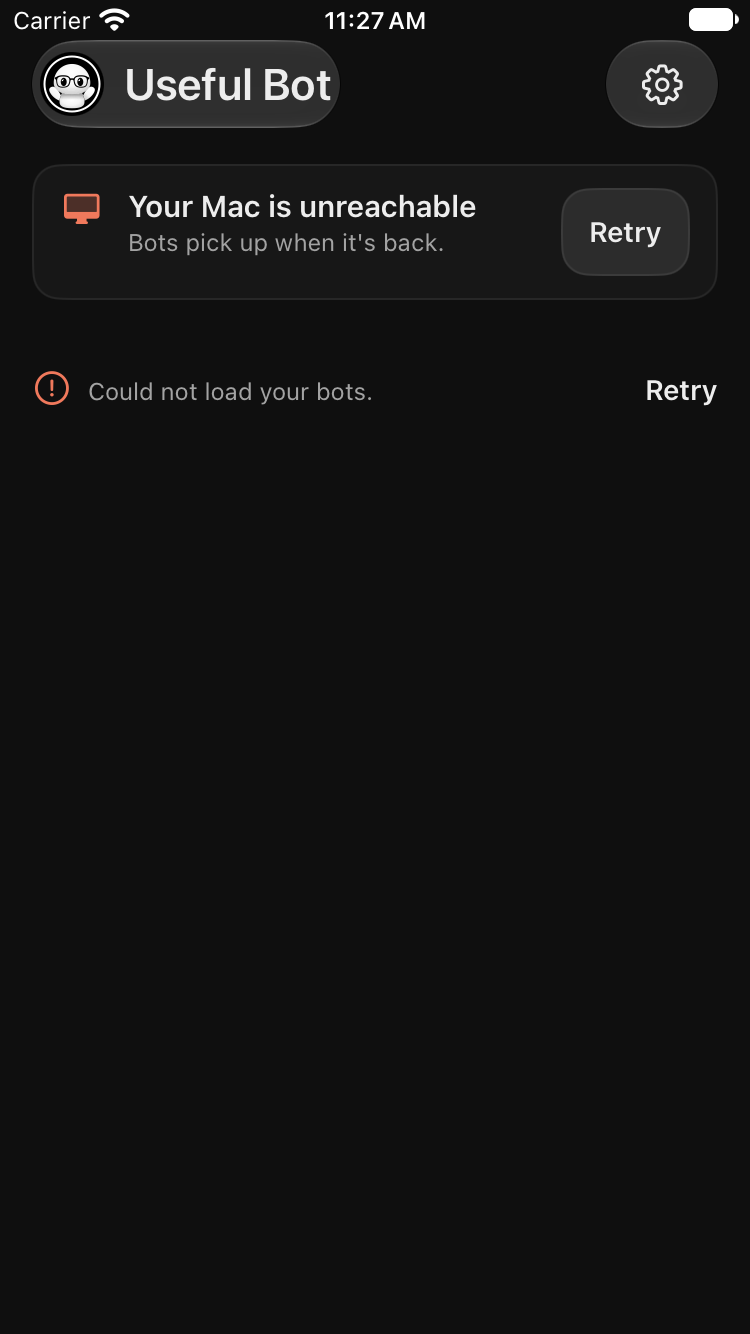 Carrier 11:27 AM
Useful Bot
Your Mac is unreachable
Bots pick up when it's back.
Retry
Could not load your bots.
Retry